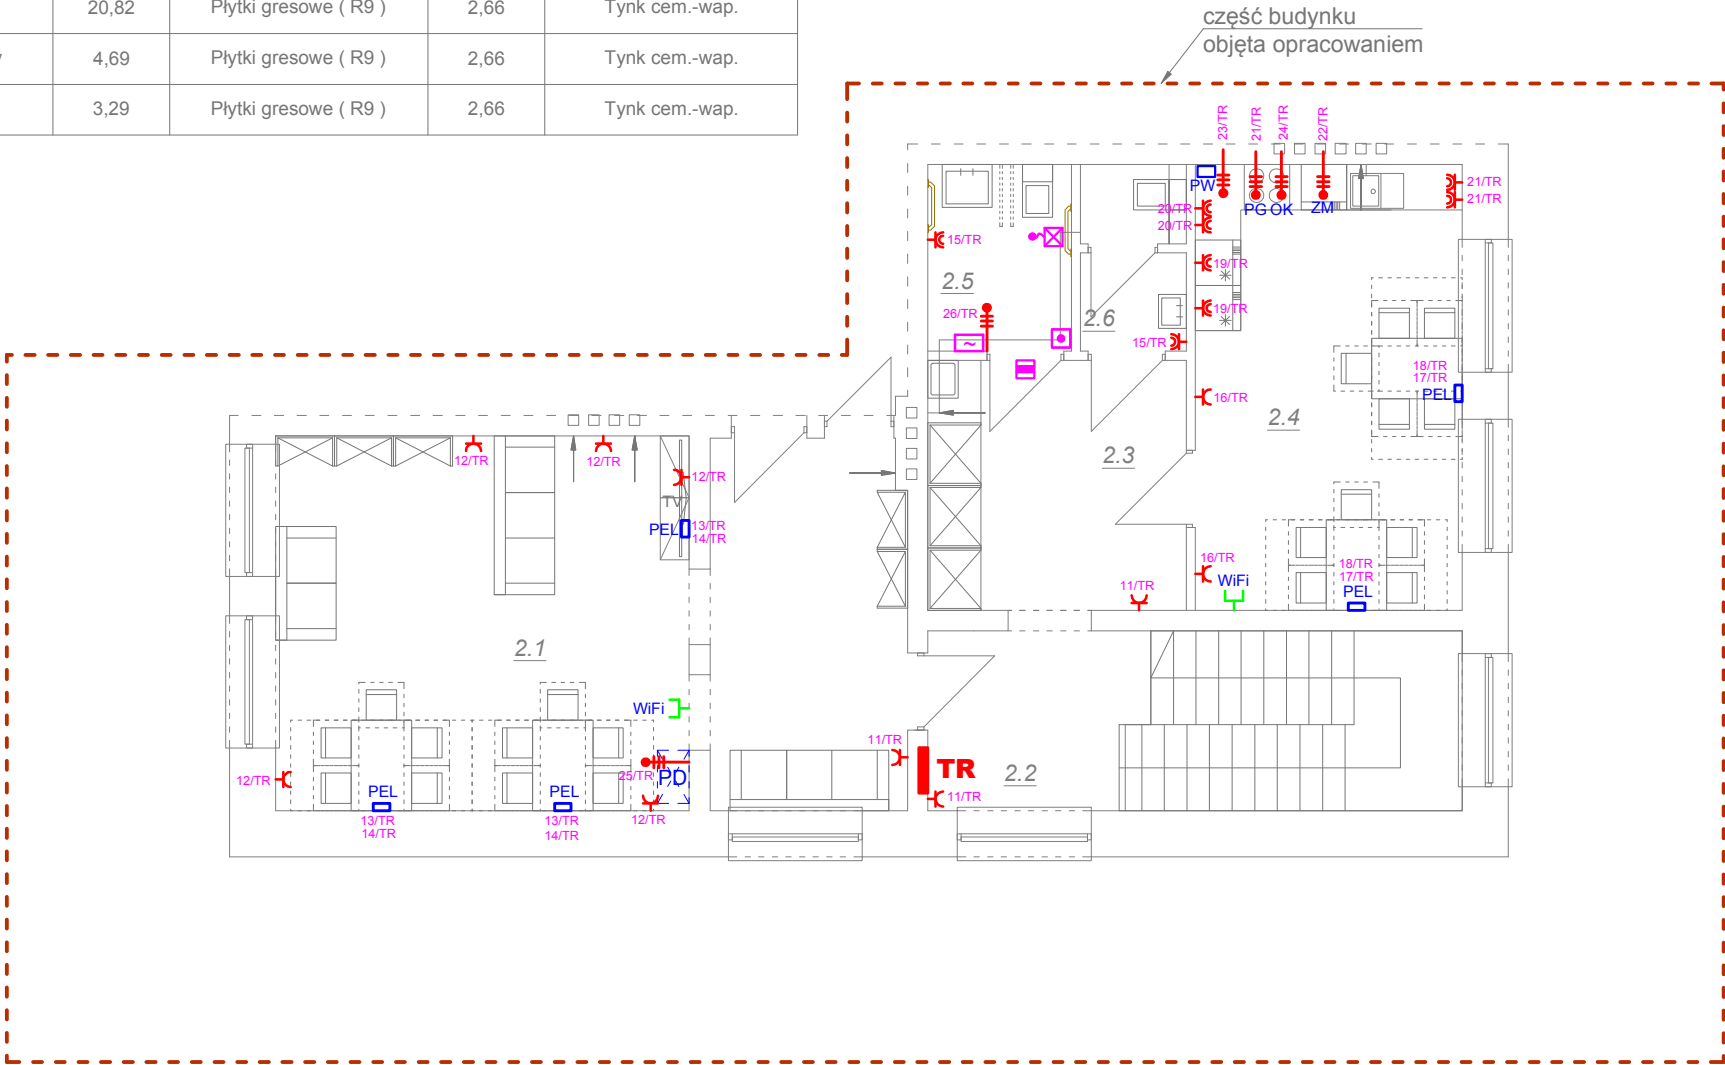 20,82 Płytki gresowe ( R9 ) 2,66 Tynk cem.-wap.
4,69 Płytki gresowe ( R9 ) 2,66 Tynk cem.-wap.
3,29 Płytki gresowe ( R9 ) 2,66 Tynk cem.-wap.
część budynku
objęta opracowaniem
23/TR
21/TR
24/TR
22/TR
PW
PG
OK
ZM
21/TR
21/TR
20/TR
20/TR
15/TR
19/TR
2.5
26/TR
~
2.6
19/TR
15/TR
18/TR
17/TR
PEL
16/TR
2.4
2.3
12/TR
12/TR
12/TR
TV
PEL
13/TR
14/TR
16/TR
WiFi
11/TR
18/TR
17/TR
PEL
2.1
WiFi
11/TR
TR
2.2
11/TR
12/TR
25/TR
PD
PEL
PEL
12/TR
13/TR
14/TR
13/TR
14/TR